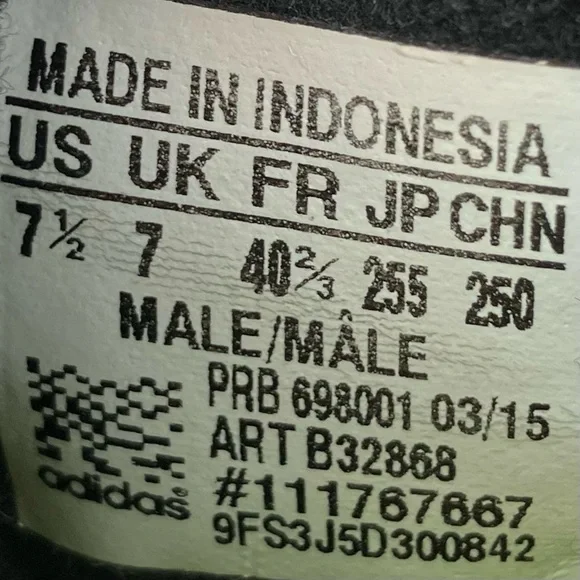 MADE IN INDONESIA
US UK FR JP CHN
7½ 7 40⅔ 255 250
MALE/MÂLE
PRB 698001 03/15
ART B32868
#111767667
adidas®
9FS3J5D300842